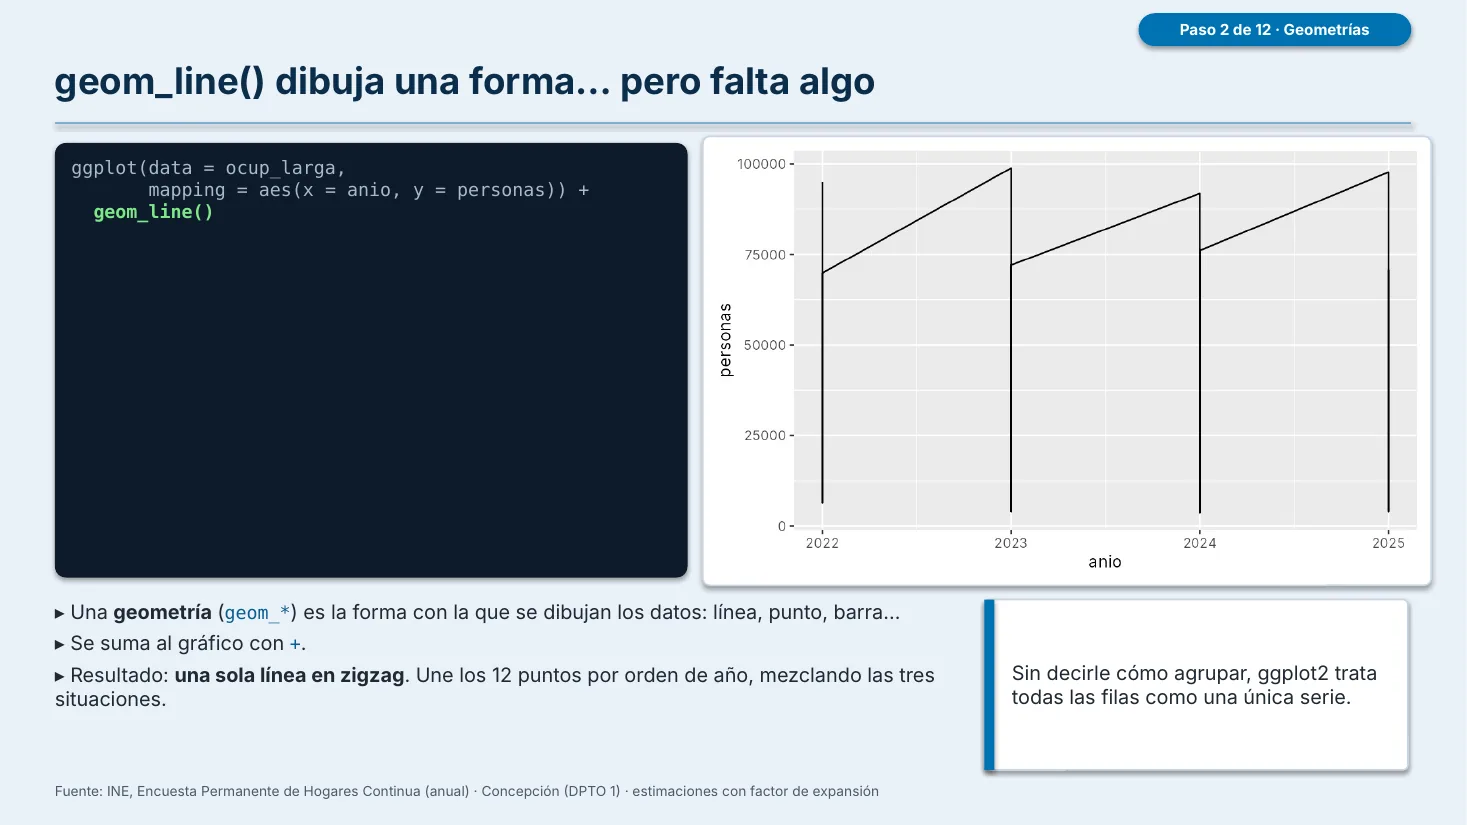 Paso 2 de 12 · Geometrías
geom_line() dibuja una forma... pero falta algo
ggplot(data = ocup_larga,
mapping = aes(x = anio, y = personas)) +
geom_line()
100000
75000
50000
25000
0
personas
2022 2023 2024 2025
anio
▸ Una geometría (geom_*) es la forma con la que se dibujan los datos: línea, punto, barra...
▸ Se suma al gráfico con +.
▸ Resultado: una sola línea en zigzag. Une los 12 puntos por orden de año, mezclando las tres
situaciones.
Sin decirle cómo agrupar, ggplot2 trata
todas las filas como una única serie.
Fuente: INE, Encuesta Permanente de Hogares Continua (anual) · Concepción (DPTO 1) · estimaciones con factor de expansión